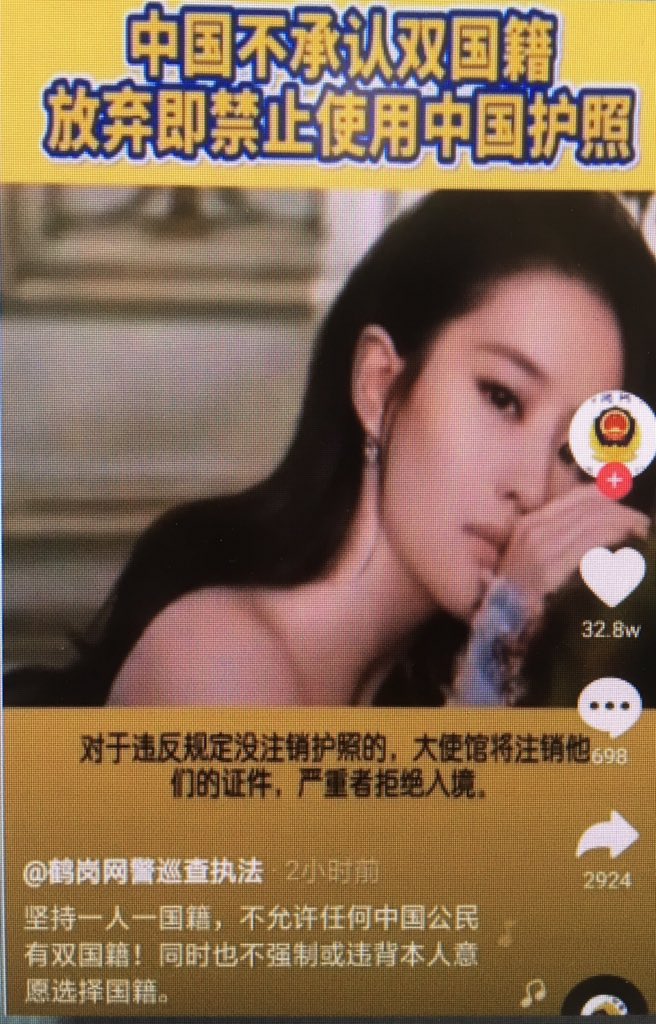 中国不承认双国籍
放弃即禁止使用中国护照
32.8w
698
对于违反规定没注销护照的，大使馆将注销他
们的证件，严重者拒绝入境。
2924
@鹤岗网警巡查执法 · 2小时前
坚持一人一国籍，不允许任何中国公民
有双国籍！同时也不强制或违背本人意
愿选择国籍。